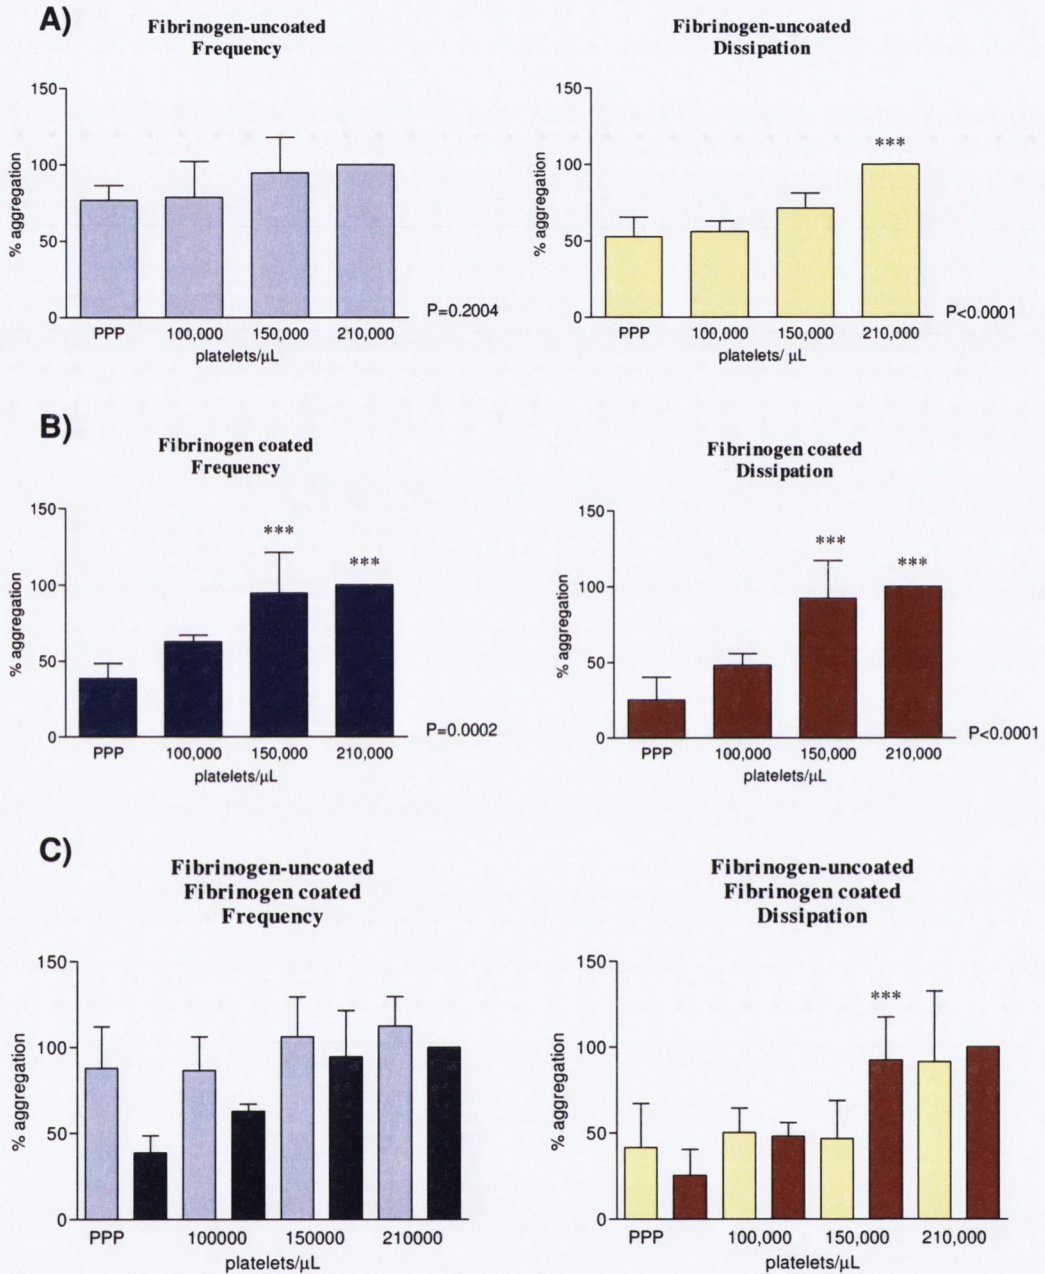 A)
Fibrinogen-uncoated
Frequency
150
100
50
0
% aggregation
PPP 100,000 150,000 210,000
platelets/μL
P=0.2004
Fibrinogen-uncoated
Dissipation
150
100
50
0
% aggregation
***
PPP 100,000 150,000 210,000
platelets/ μL
P<0.0001
B)
Fibrinogen coated
Frequency
150
100
50
0
% aggregation
***
***
PPP 100,000 150,000 210,000
platelets/μL
P=0.0002
Fibrinogen coated
Dissipation
150
100
50
0
% aggregation
***
***
PPP 100,000 150,000 210,000
platelets/μL
P<0.0001
C)
Fibrinogen-uncoated
Fibrinogen coated
Frequency
150
100
50
0
% aggregation
PPP 100000 150000 210000
platelets/μL
Fibrinogen-uncoated
Fibrinogen coated
Dissipation
150
100
50
0
% aggregation
***
PPP 100,000 150,000 210,000
platelets/μL